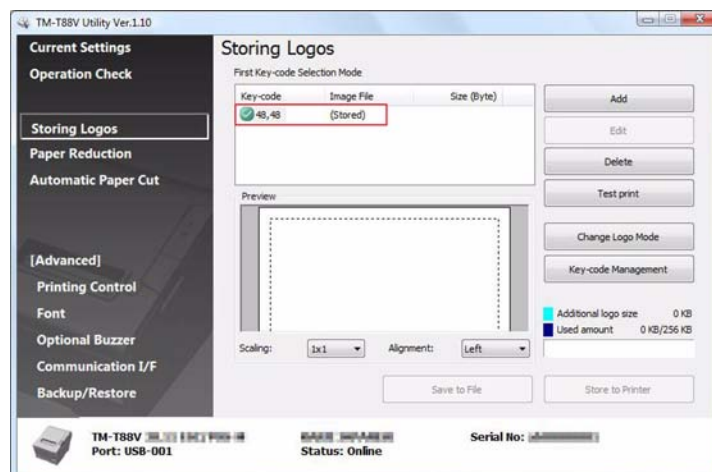 TM-T88V Utility Ver.1.10
Current Settings
Operation Check
Storing Logos
Paper Reduction
Automatic Paper Cut
[Advanced]
Printing Control
Font
Optional Buzzer
Communication I/F
Backup/Restore
Storing Logos
First Key-code Selection Mode
Key-code Image File Size (Byte)
48,48 (Stored)
Preview
Scaling: 1x1 Alignment: Left
Save to File
Add
Edit
Delete
Test print
Change Logo Mode
Key-code Management
Additional logo size 0 KB
Used amount 0 KB/256 KB
Store to Printer
TM-T88V
Port: USB-001
Status: Online
Serial No: